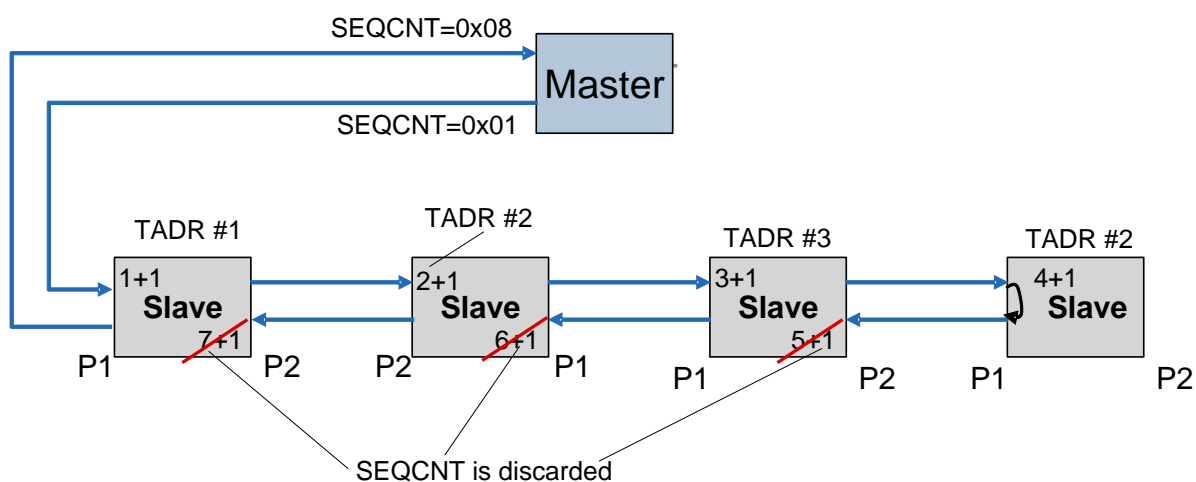 SEQCNT=0x08
Master
SEQCNT=0x01
TADR #1
TADR #2
TADR #3
TADR #2
1+1
2+1
3+1
4+1
Slave
Slave
Slave
Slave
7+1
6+1
5+1
P1
P2
P2
P1
P1
P2
P1
P2
SEQCNT is discarded